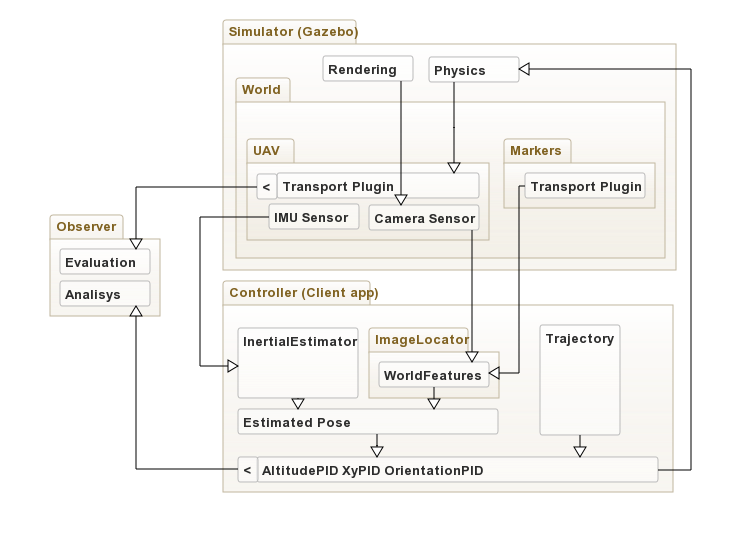 Simulator (Gazebo)
Rendering
Physics
World
UAV
Markers
< Transport Plugin
Transport Plugin
IMU Sensor
Camera Sensor
Observer
Evaluation
Analisys
Controller (Client app)
InertialEstimator
ImageLocator
Trajectory
WorldFeatures
Estimated Pose
< AltitudePID XyPID OrientationPID